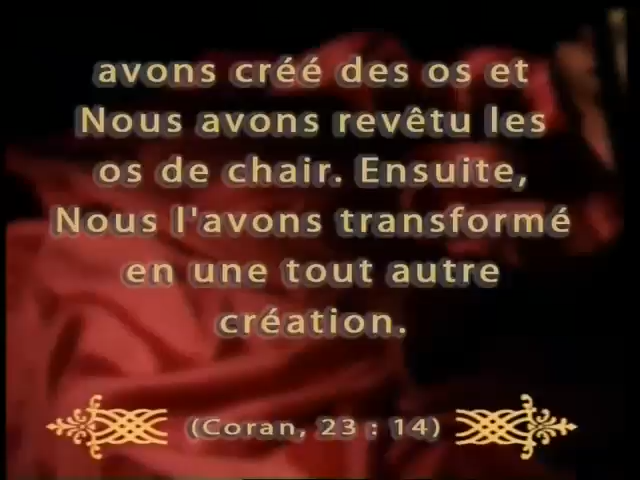 avons créé des os et
Nous avons revêtu les
os de chair. Ensuite,
Nous l'avons transformé
en une tout autre
création.
(Coran, 23 : 14)